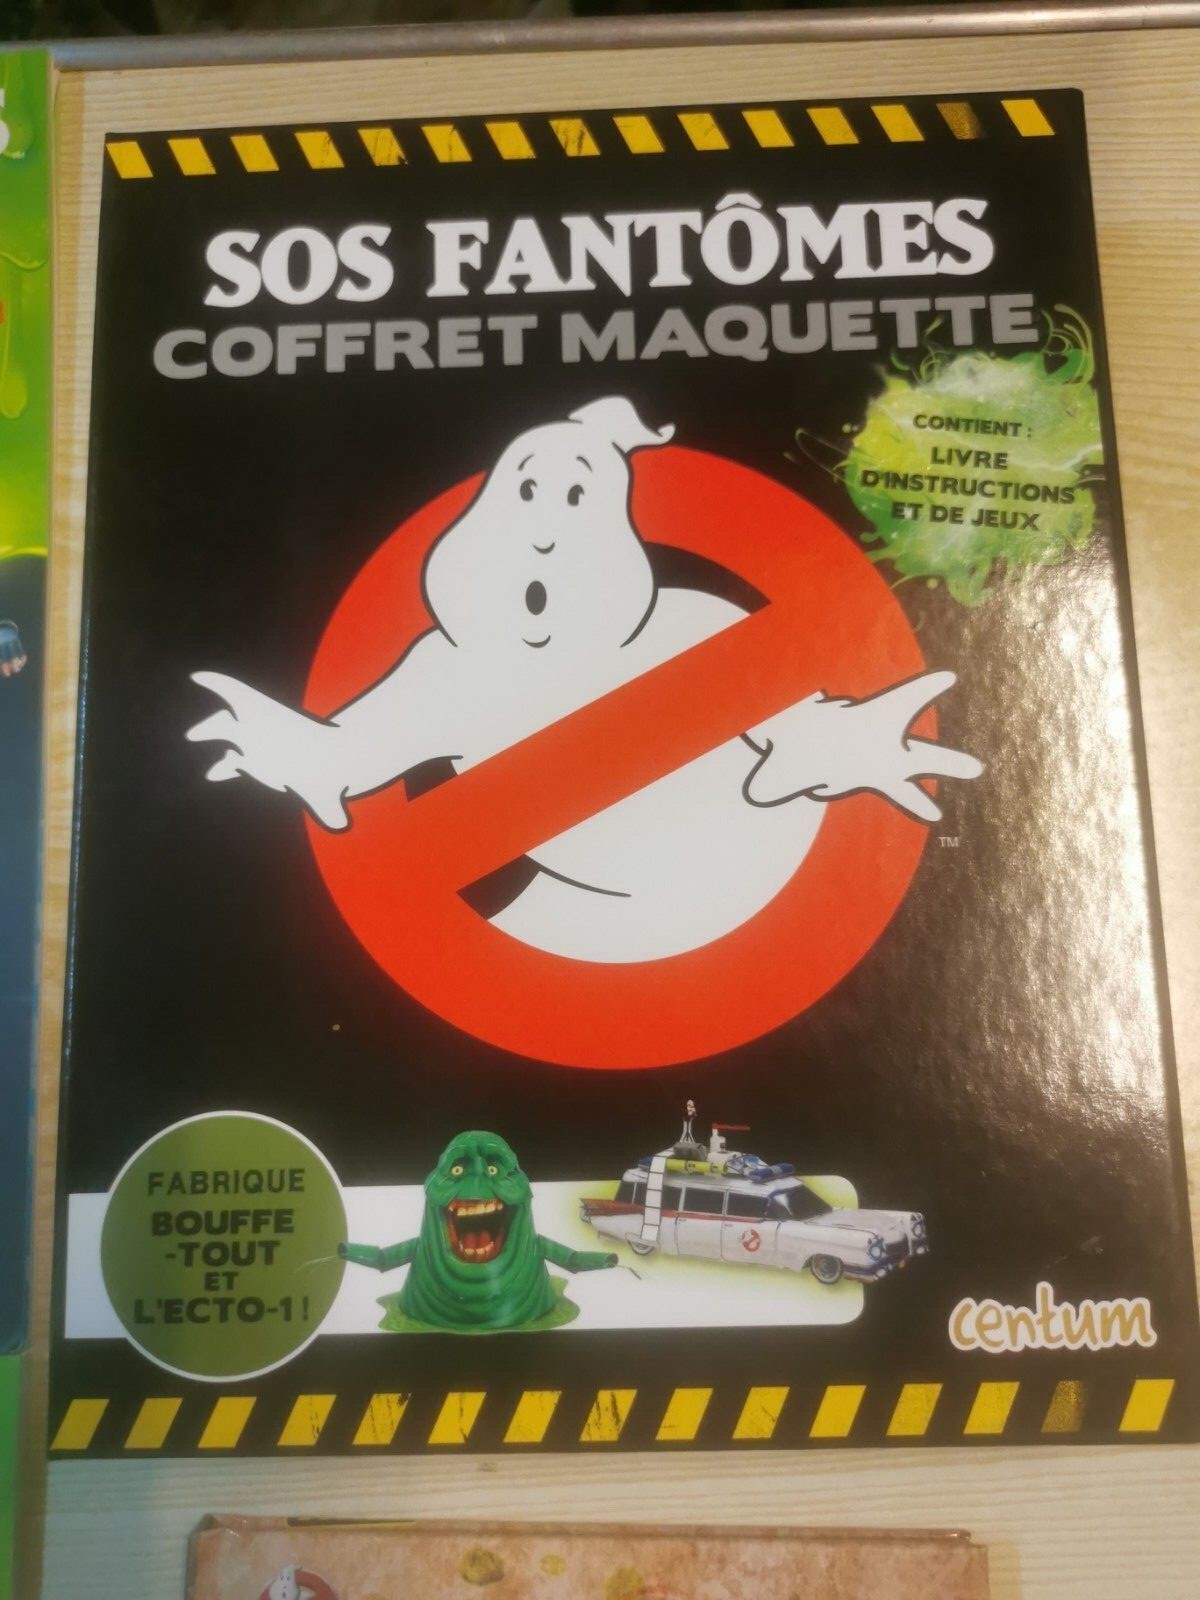 SOS FANTÔMES
COFFRET MAQUETTE
CONTIENT :
LIVRE
D'INSTRUCTIONS
ET DE JEUX
TM
FABRIQUE
BOUFFE
-TOUT
ET
L'ECTO-1 !
centum